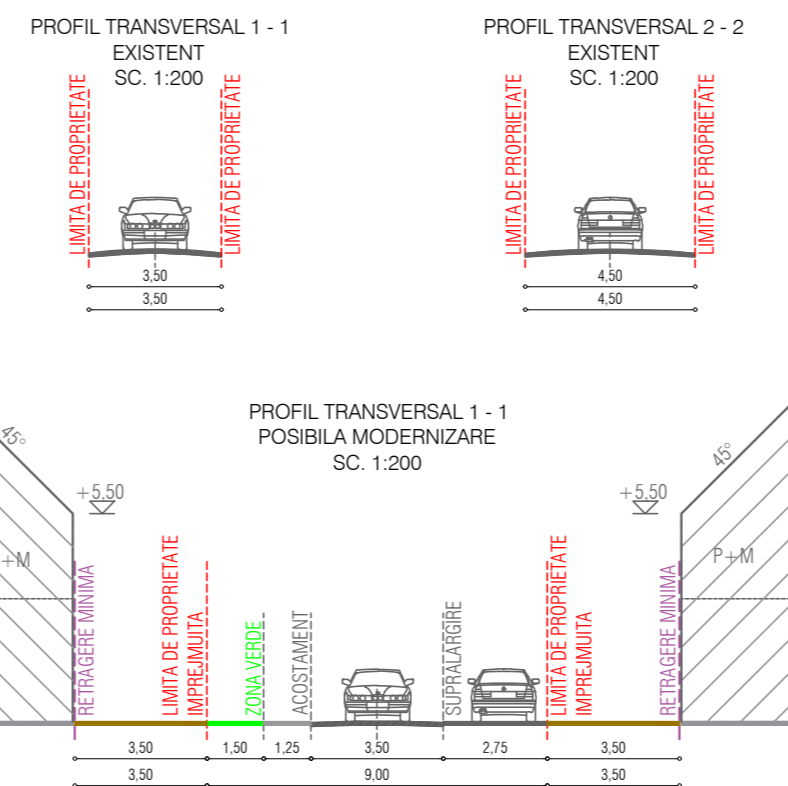 PROFIL TRANSVERSAL 1 - 1
EXISTENT
SC. 1:200
LIMITA DE PROPRIETATE
LIMITA DE PROPRIETATE
3,50
3,50
PROFIL TRANSVERSAL 2 - 2
EXISTENT
SC. 1:200
LIMITA DE PROPRIETATE
LIMITA DE PROPRIETATE
4,50
4,50
PROFIL TRANSVERSAL 1 - 1
POSIBILA MODERNIZARE
SC. 1:200
45°
45°
+5,50
+5,50
+M
P+M
RETRAGERE MINIMA
LIMITA DE PROPRIETATE
IMPREJMUITA
ZONA VERDE
ACOSTAMENT
SUPRALARGIRE
LIMITA DE PROPRIETATE
IMPREJMUITA
RETRAGERE MINIMA
3,50 1,50 1,25 3,50 2,75 3,50
3,50 9,00 3,50